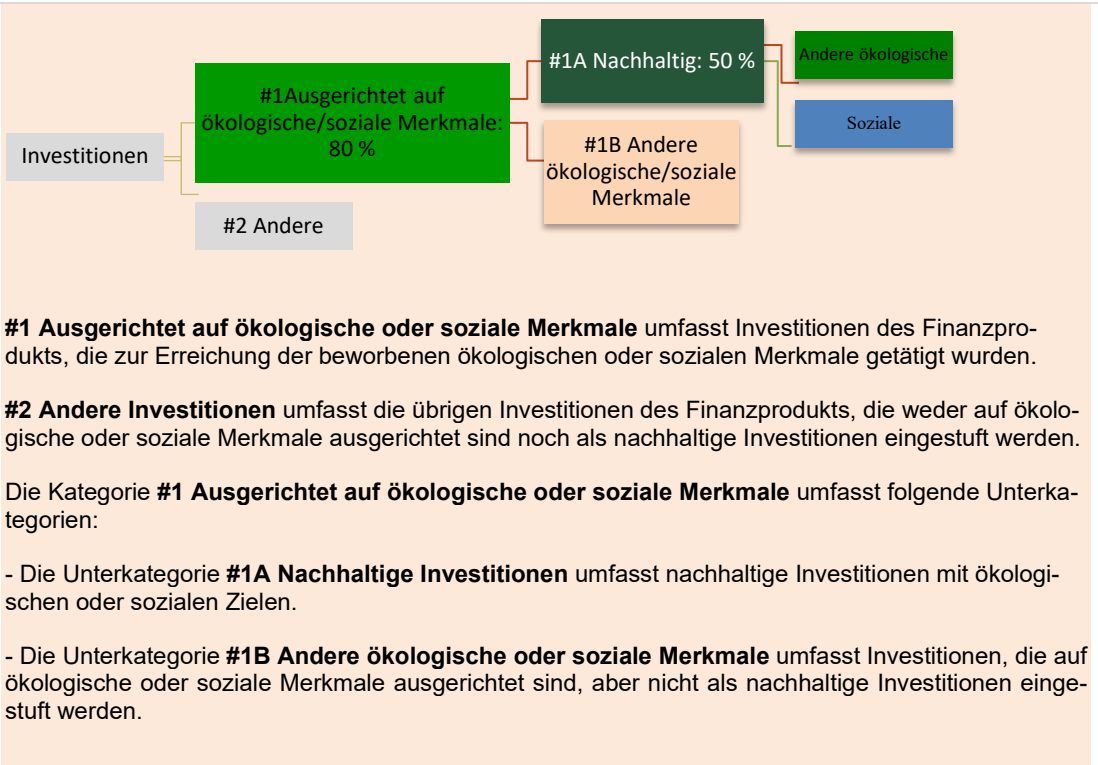 Investitionen
#1Ausgerichtet auf
ökologische/soziale Merkmale:
80 %
#2 Andere
#1A Nachhaltig: 50 %
#1B Andere
ökologische/soziale
Merkmale
Andere ökologische
Soziale
#1 Ausgerichtet auf ökologische oder soziale Merkmale umfasst Investitionen des Finanzpro-
dukts, die zur Erreichung der beworbenen ökologischen oder sozialen Merkmale getätigt wurden.
#2 Andere Investitionen umfasst die übrigen Investitionen des Finanzprodukts, die weder auf ökolo-
gische oder soziale Merkmale ausgerichtet sind noch als nachhaltige Investitionen eingestuft werden.
Die Kategorie #1 Ausgerichtet auf ökologische oder soziale Merkmale umfasst folgende Unterka-
tegorien:
- Die Unterkategorie #1A Nachhaltige Investitionen umfasst nachhaltige Investitionen mit ökologi-
schen oder sozialen Zielen.
- Die Unterkategorie #1B Andere ökologische oder soziale Merkmale umfasst Investitionen, die auf
ökologische oder soziale Merkmale ausgerichtet sind, aber nicht als nachhaltige Investitionen einge-
stuft werden.